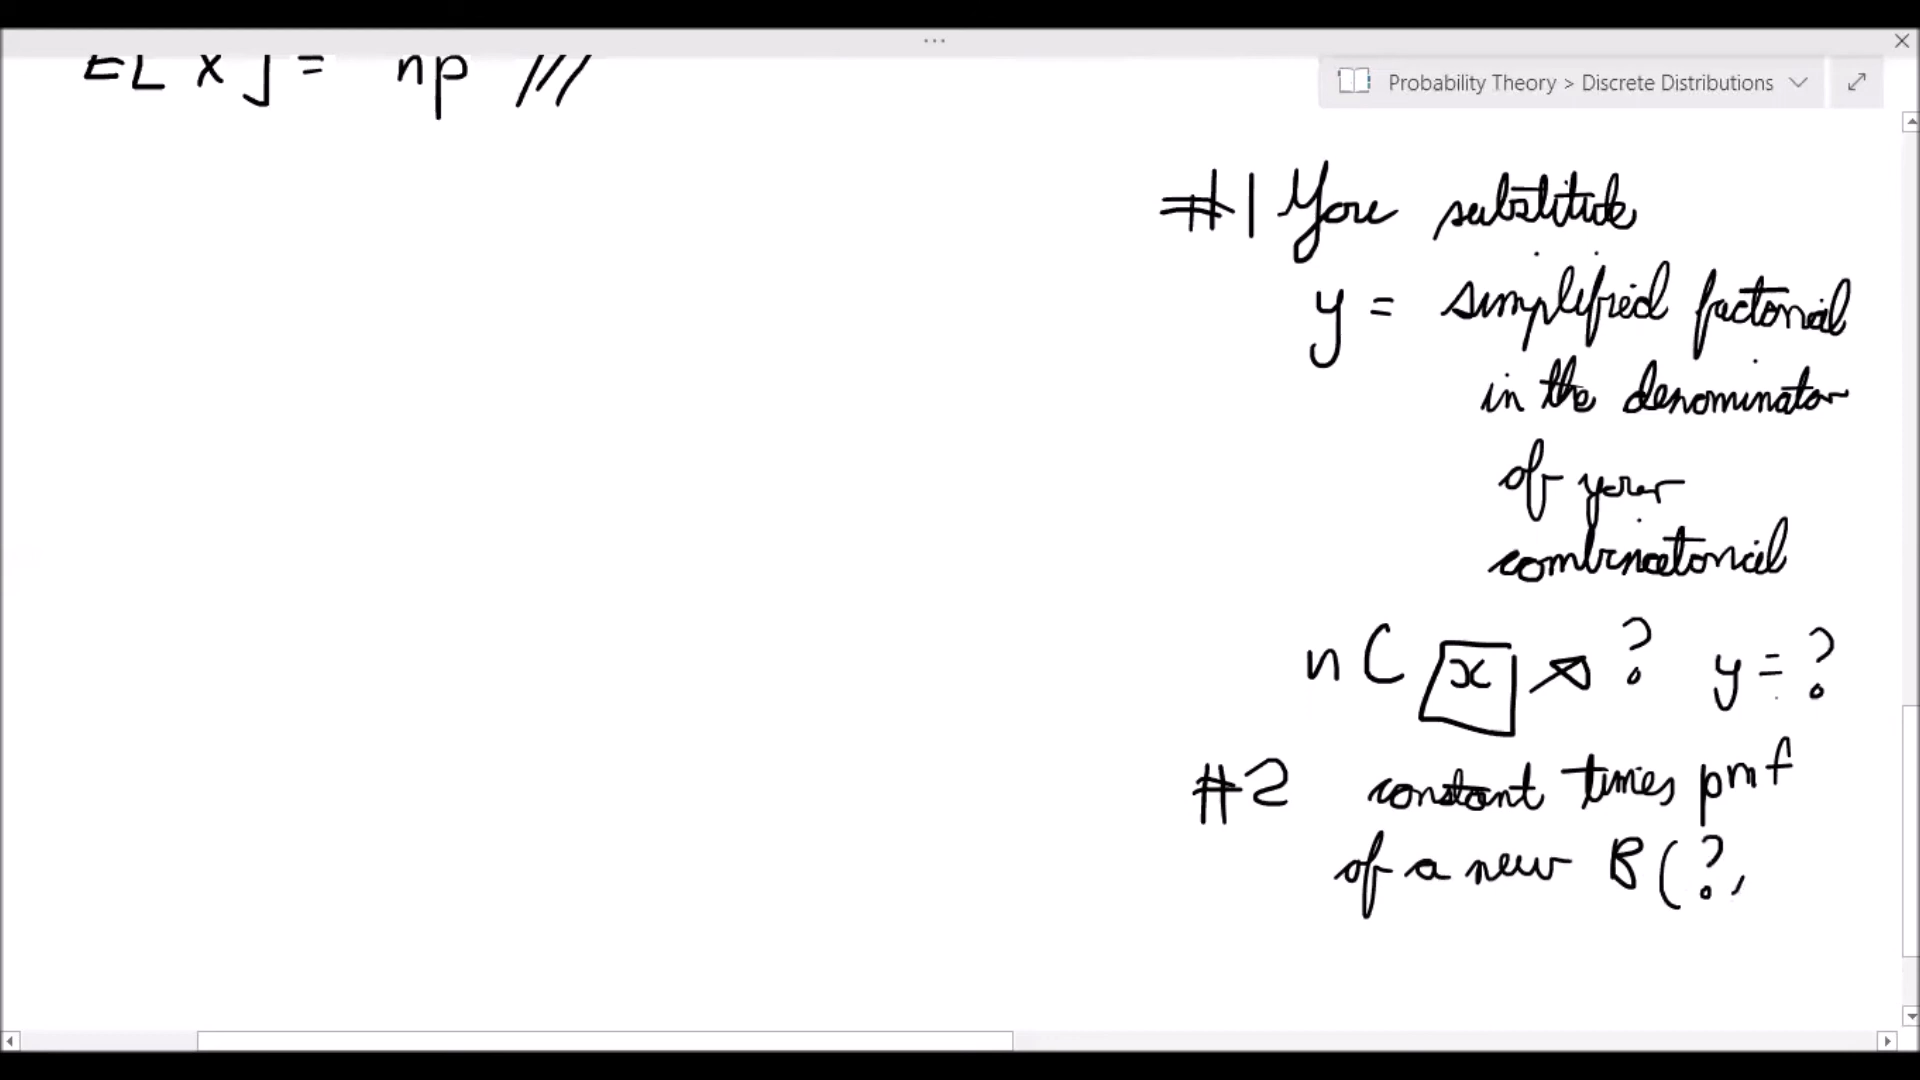 E[X] = np ///
Probability Theory > Discrete Distributions
#1 You substitute
y = simplified factorial
in the denominator
of your
combinatorial
n C x ? y = ?
#2 constant times pmf
of a new B(?,